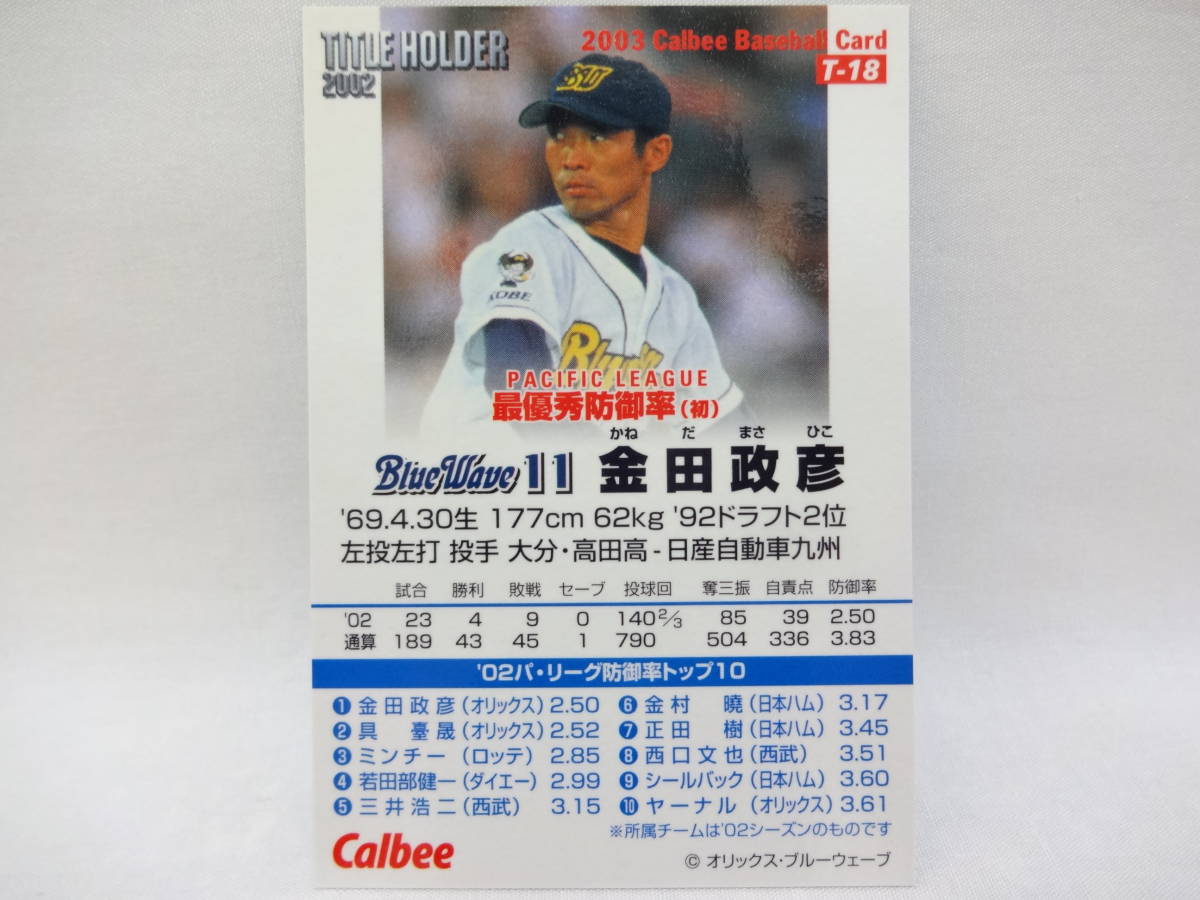 TITLE HOLDER
2002
2003 Calbee Baseball Card
T-18
KOBE
PACIFIC LEAGUE
最優秀防御率(初)
かね だ まさ ひこ
BlueWave 11 金田政彦
'69.4.30生 177cm 62kg '92ドラフト2位
左投左打 投手 大分・高田高-日産自動車九州
試合 勝利 敗戦 セーブ 投球回 奪三振 自責点 防御率
'02 23 4 9 0 140 2/3 85 39 2.50
通算 189 43 45 1 790 504 336 3.83
'02パ・リーグ防御率トップ10
❶ 金田政彦(オリックス)2.50
❷ 具 臺晟(オリックス)2.52
❸ ミンチー(ロッテ) 2.85
❹ 若田部健一(ダイエー)2.99
❺ 三井浩二(西武) 3.15
❻ 金村 曉(日本ハム)3.17
❼ 正田 樹(日本ハム)3.45
❽ 西口文也(西武) 3.51
❾ シールバック(日本ハム)3.60
❿ ヤーナル(オリックス)3.61
※所属チームは'02シーズンのものです
Calbee
© オリックス・ブルーウェーブ